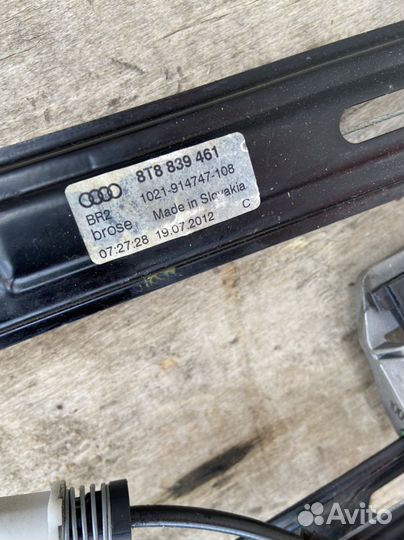 8T8 839 461
1021-914747-108
BR2 Made in Slovakia
brose
07:27:28 19.07.2012 C
Avito